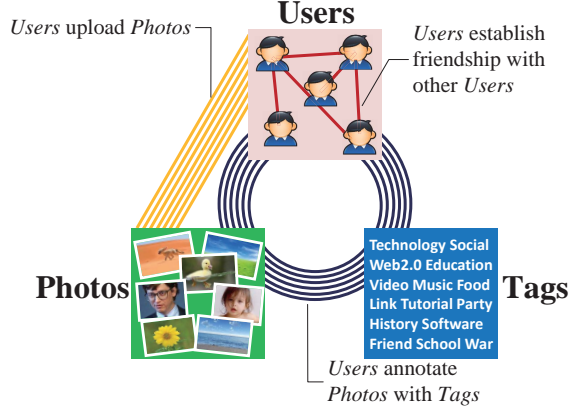 Users
Users upload Photos
Users establish
friendship with
other Users
Photos
Technology Social
Web2.0 Education
Video Music Food
Link Tutorial Party
History Software
Friend School War
Tags
Users annotate
Photos with Tags